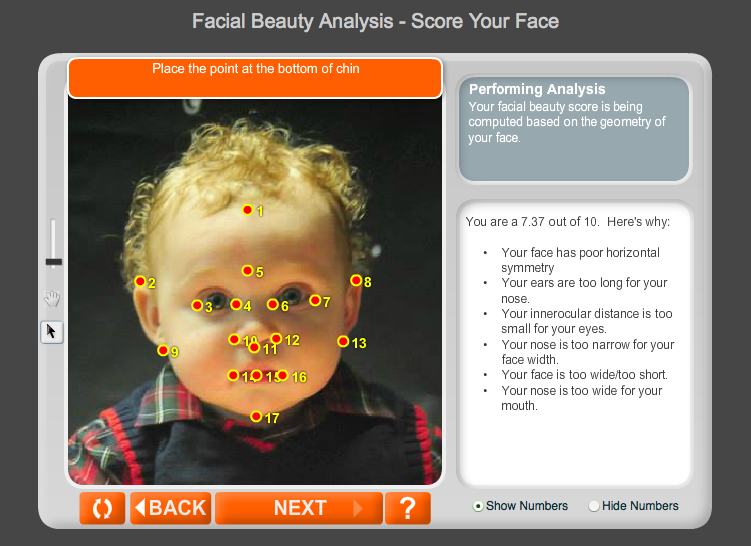 Facial Beauty Analysis - Score Your Face
Place the point at the bottom of chin
Performing Analysis
Your facial beauty score is being
computed based on the geometry of
your face.
1
5
2
8
3
4
6
7
9
10
11
12
13
14
15
16
17
You are a 7.37 out of 10. Here's why:
• Your face has poor horizontal
symmetry
• Your ears are too long for your
nose.
• Your innerocular distance is too
small for your eyes.
• Your nose is too narrow for your
face width.
• Your face is too wide/too short.
• Your nose is too wide for your
mouth.
BACK
NEXT
?
Show Numbers
Hide Numbers